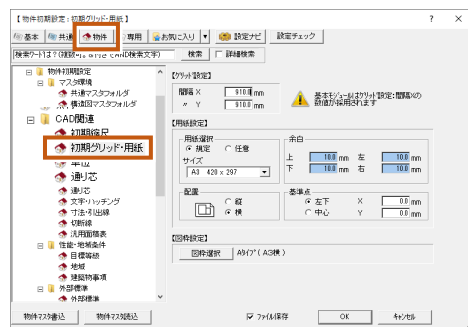 【物件初期設定:初期グリッド・用紙】 ? ×
基本 共通 物件 専用 お気に入り ▼ 設定ナビ 設定チェック
検索 詳細検索
物件初期設定
マスタ環境
共通マスタフォルダ
構造図マスタフォルダ
CAD関連
初期縮尺
初期グリッド・用紙
単位
通り芯
通り芯
文字・ハッチング
寸法・引出線
切断線
汎用面積表
性能・地域条件
目標等級
地域
建築物事項
外部標準
外部標準
【グリッド設定】
間隔 X 910.0 mm
〃 Y 910.0 mm
基本モジュールはグリッド設定:間隔Xの
数値が採用されます
【用紙設定】
用紙選択
規定 任意
サイズ
A3 420 x 297
余白
上 10.0 mm 左 10.0 mm
下 10.0 mm 右 10.0 mm
配置
縦
横
基準点
左下 X 0.0 mm
中心 Y 0.0 mm
【図枠設定】
図枠選択 A9タイプ(A3横)
物件マスタ書込 物件マスタ読込 ファイル保存 OK キャンセル